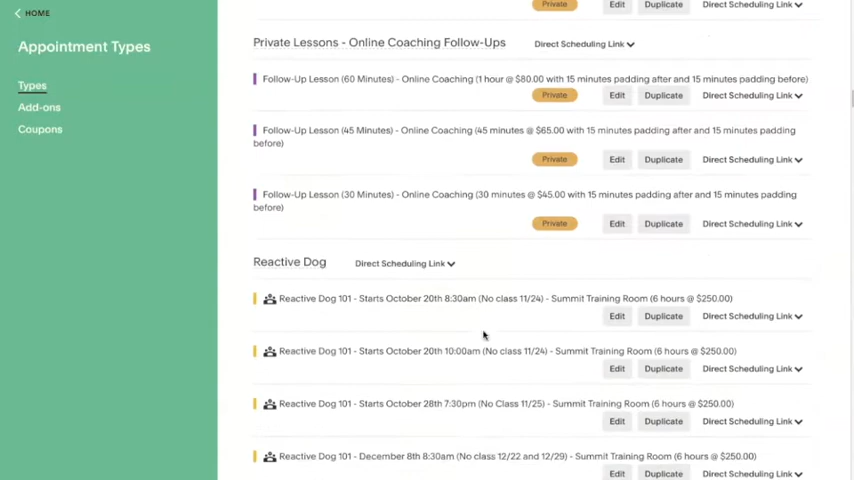 HOME
Appointment Types
Types
Add-ons
Coupons
Private Edit Duplicate Direct Scheduling Link
Private Lessons - Online Coaching Follow-Ups Direct Scheduling Link
Follow-Up Lesson (60 Minutes) - Online Coaching (1 hour @ $80.00 with 15 minutes padding after and 15 minutes padding before)
Private Edit Duplicate Direct Scheduling Link
Follow-Up Lesson (45 Minutes) - Online Coaching (45 minutes @ $65.00 with 15 minutes padding after and 15 minutes padding
before)
Private Edit Duplicate Direct Scheduling Link
Follow-Up Lesson (30 Minutes) - Online Coaching (30 minutes @ $45.00 with 15 minutes padding after and 15 minutes padding
before)
Private Edit Duplicate Direct Scheduling Link
Reactive Dog Direct Scheduling Link
Reactive Dog 101 - Starts October 20th 8:30am (No class 11/24) - Summit Training Room (6 hours @ $250.00)
Edit Duplicate Direct Scheduling Link
Reactive Dog 101 - Starts October 20th 10:00am (No class 11/24) - Summit Training Room (6 hours @ $250.00)
Edit Duplicate Direct Scheduling Link
Reactive Dog 101 - Starts October 28th 7:30pm (No Class 11/25) - Summit Training Room (6 hours @ $250.00)
Edit Duplicate Direct Scheduling Link
Reactive Dog 101 - December 8th 8:30am (No class 12/22 and 12/29) - Summit Training Room (6 hours @ $250.00)
Edit Duplicate Direct Scheduling Link